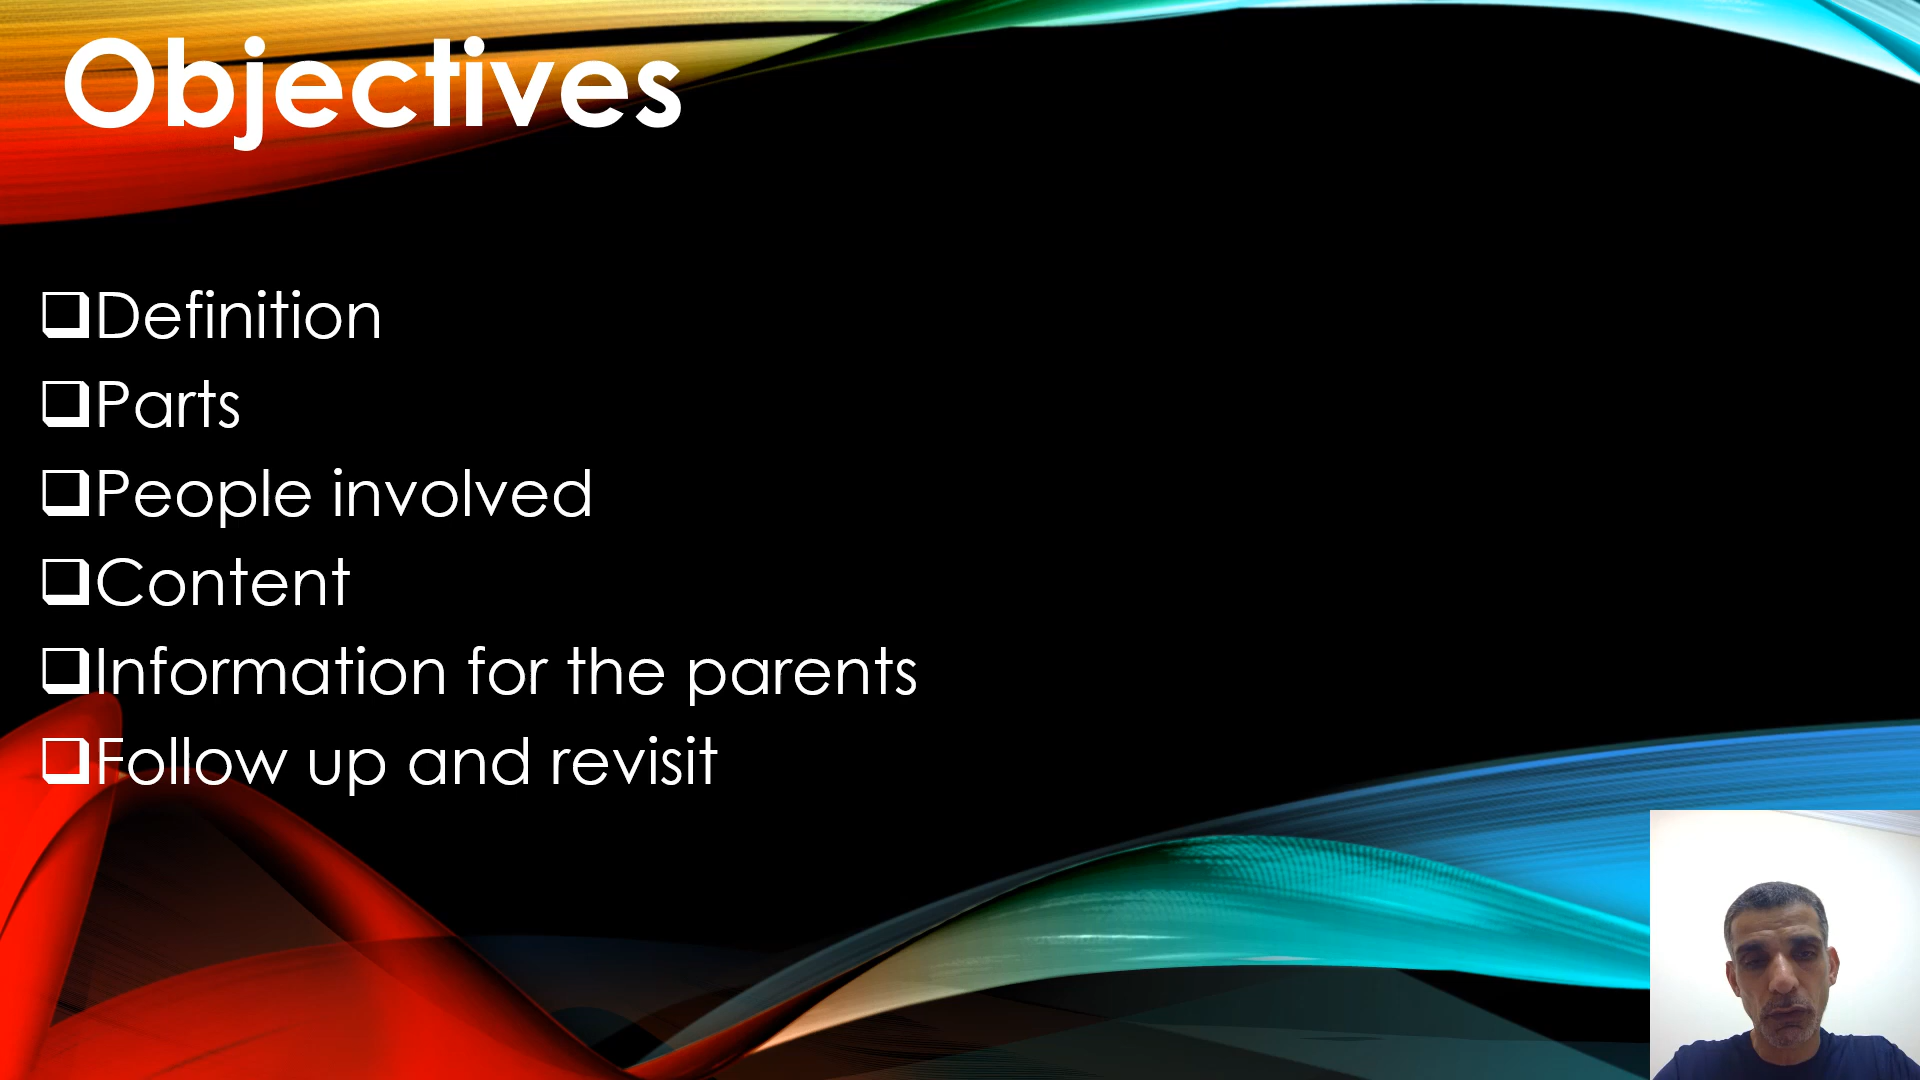 Objectives
❑Definition
❑Parts
❑People involved
❑Content
❑Information for the parents
❑Follow up and revisit